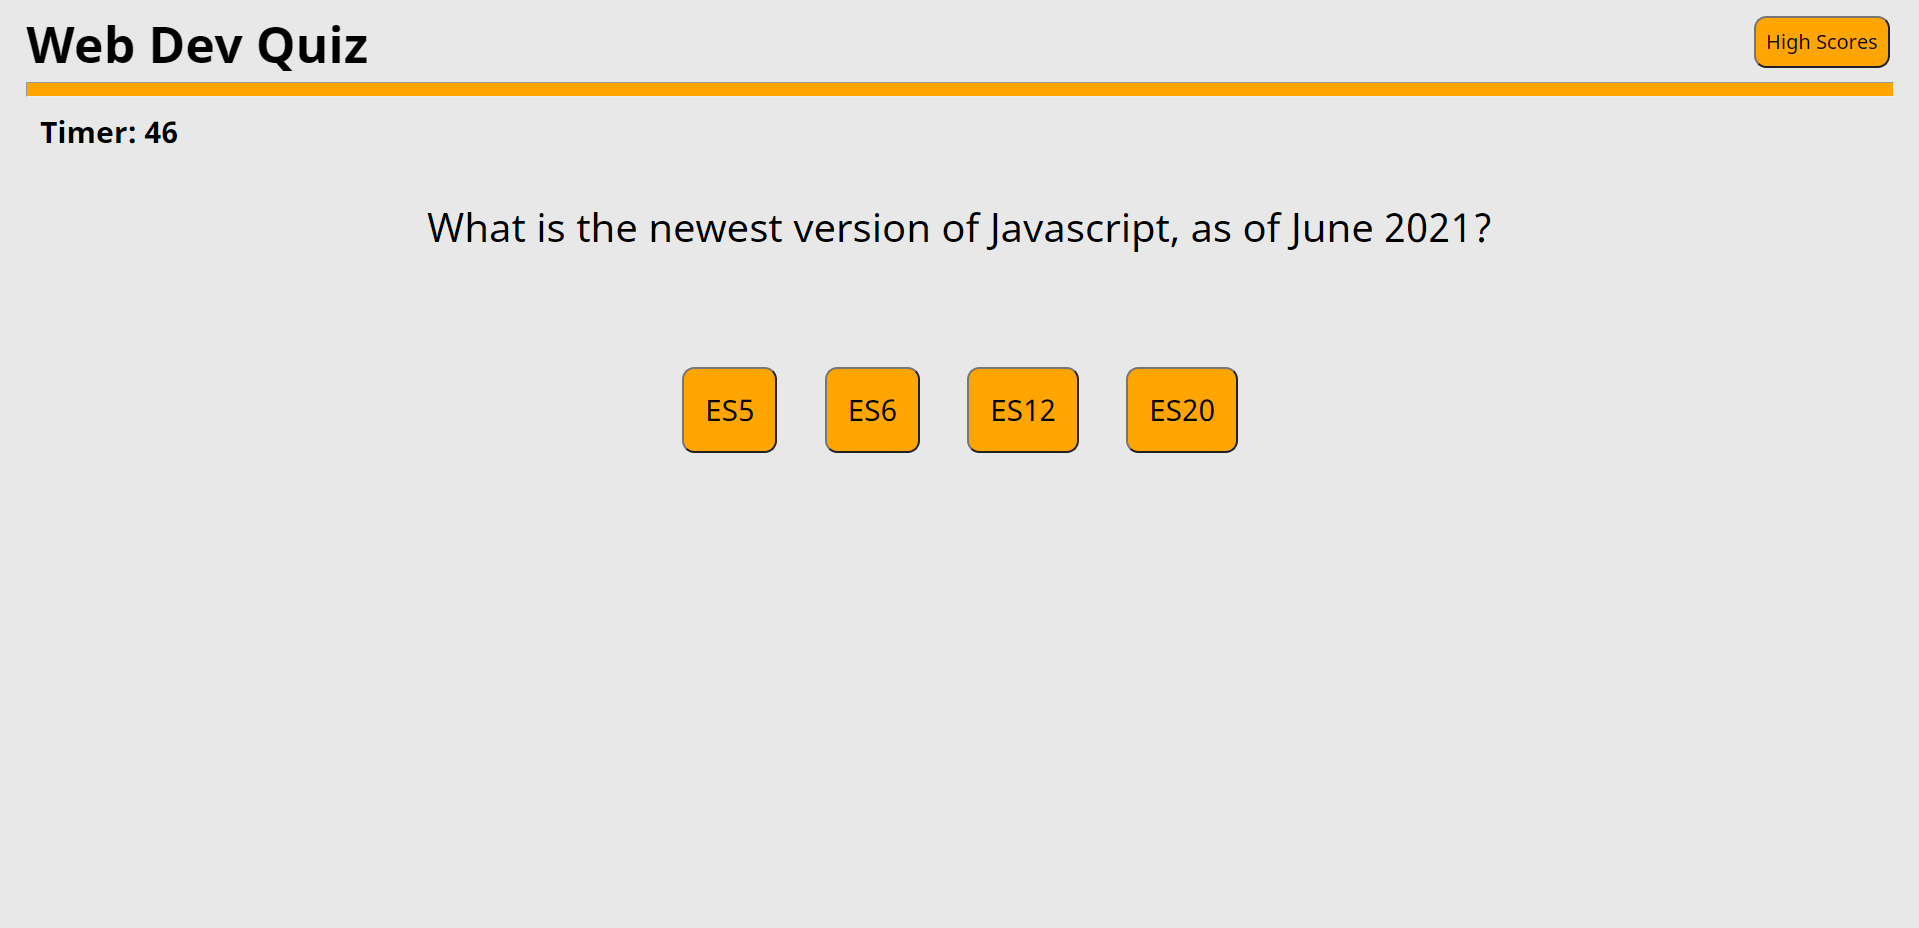 Web Dev Quiz
High Scores
Timer: 46
What is the newest version of Javascript, as of June 2021?
ES5
ES6
ES12
ES20